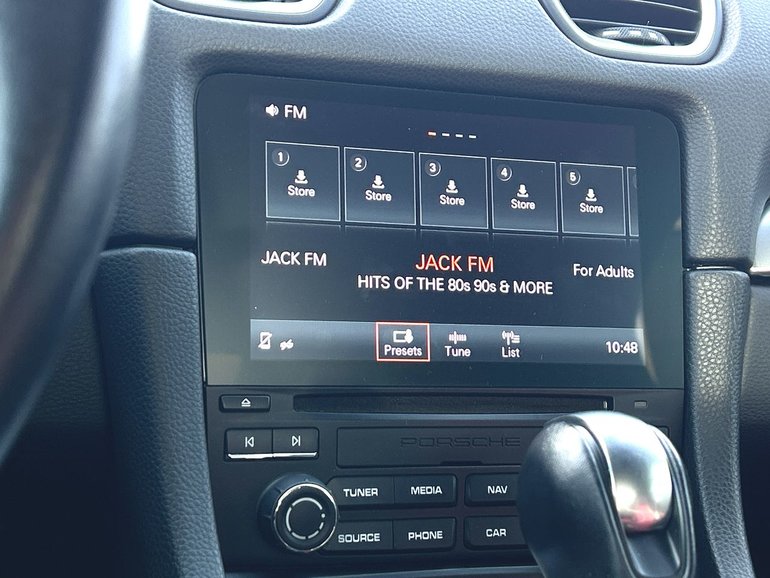 FM
1 2 3 4 5
Store Store Store Store Store
JACK FM JACK FM For Adults
HITS OF THE 80s 90s & MORE
Presets Tune List 10:48
PORSCHE
TUNER MEDIA NAV
SOURCE PHONE CAR